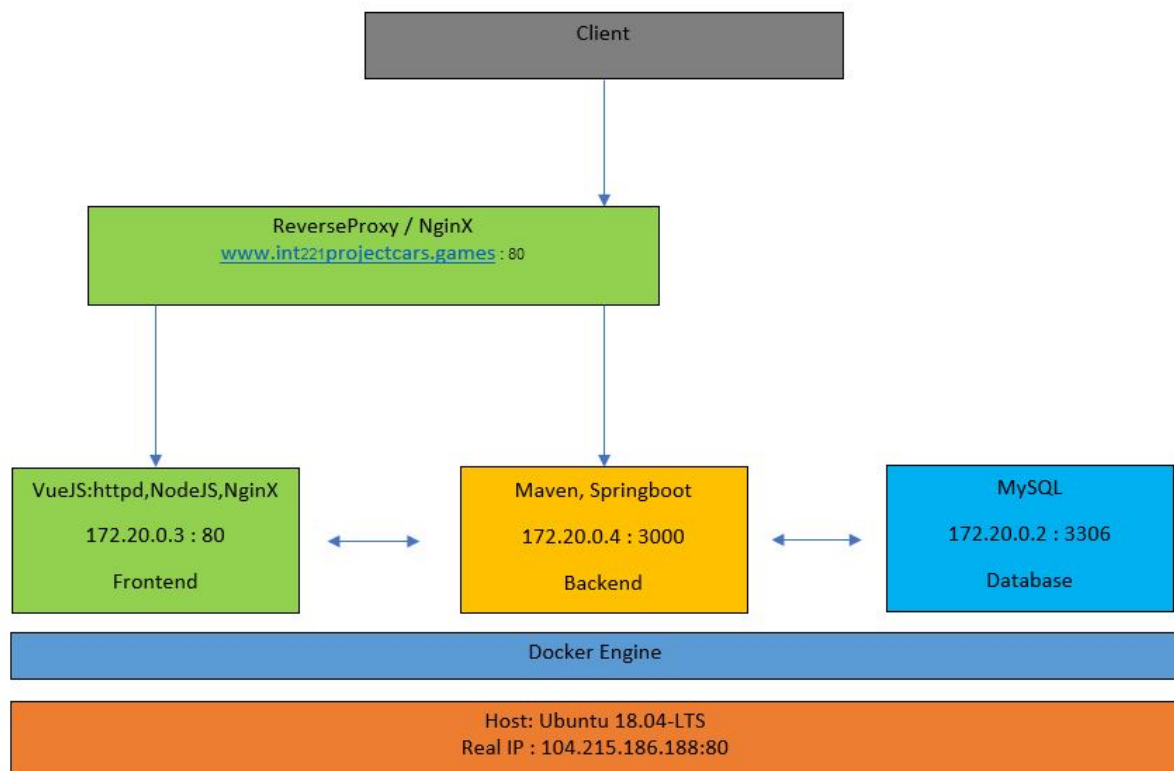 Client
ReverseProxy / NginX
www.int221projectcars.games : 80
VueJS:httpd,NodeJS,NginX
172.20.0.3 : 80
Frontend
Maven, Springboot
172.20.0.4 : 3000
Backend
MySQL
172.20.0.2 : 3306
Database
Docker Engine
Host: Ubuntu 18.04-LTS
Real IP : 104.215.186.188:80